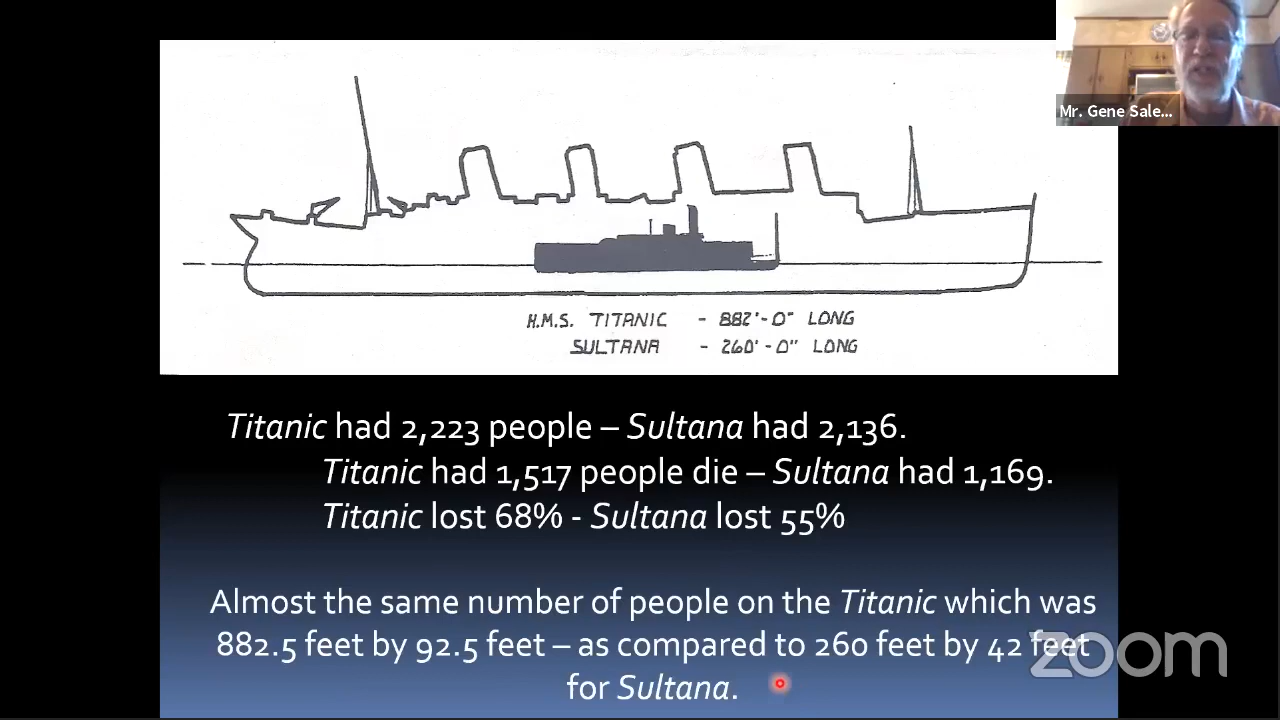 Mr. Gene Sale...
H.M.S. TITANIC - 882'-0" LONG
SULTANA - 260'-0" LONG
Titanic had 2,223 people – Sultana had 2,136.
Titanic had 1,517 people die – Sultana had 1,169.
Titanic lost 68% - Sultana lost 55%
Almost the same number of people on the Titanic which was
882.5 feet by 92.5 feet – as compared to 260 feet by 42 feet
for Sultana.
zoom